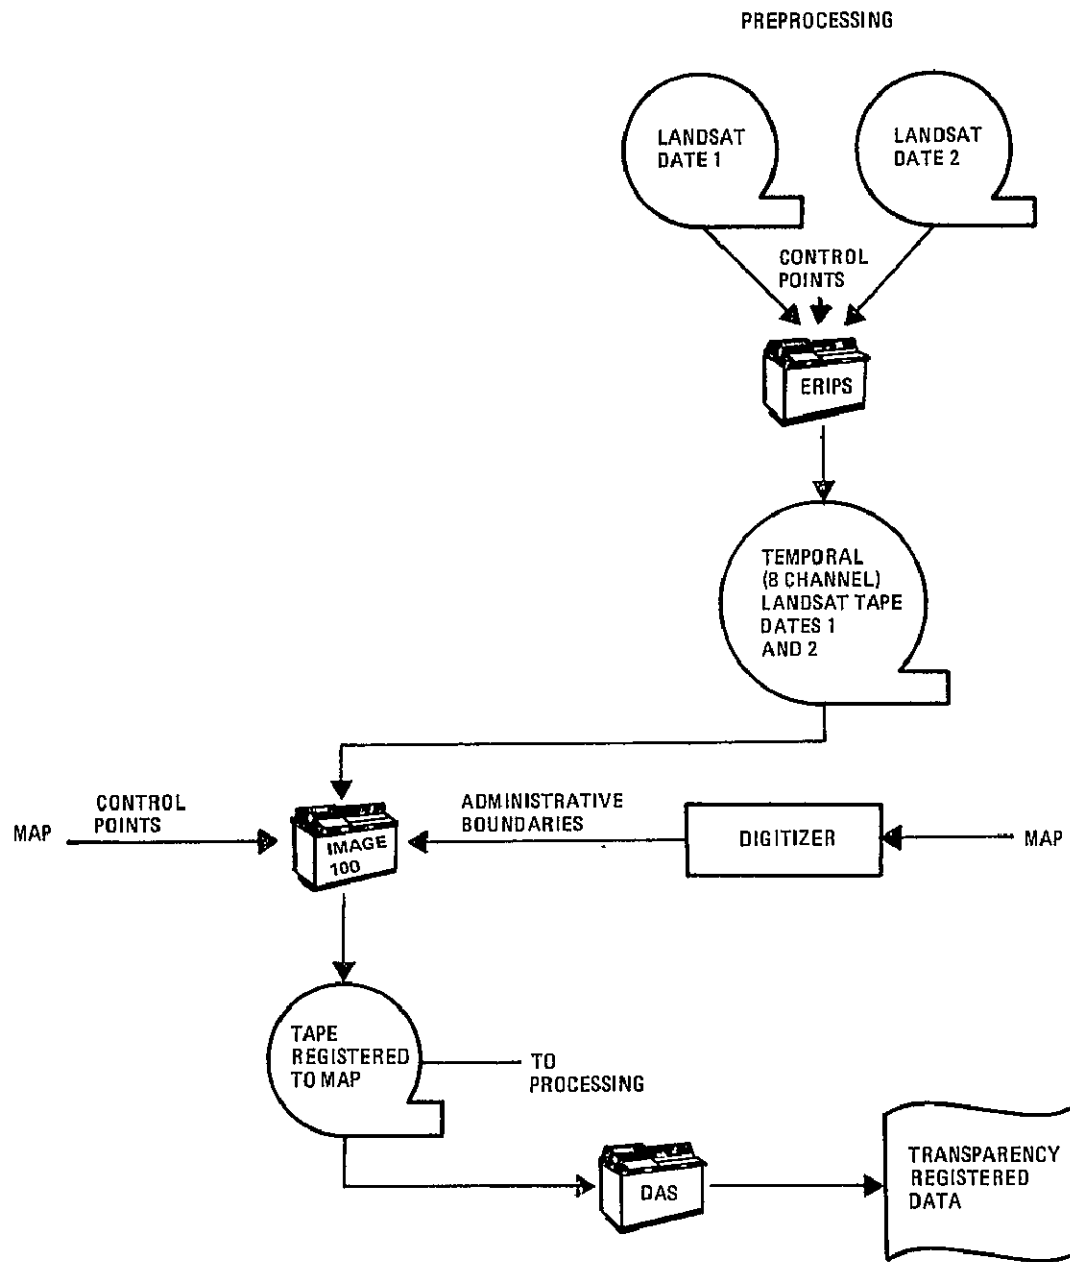 PREPROCESSING
LANDSAT
DATE 1
LANDSAT
DATE 2
CONTROL
POINTS
ERIPS
TEMPORAL
(8 CHANNEL)
LANDSAT TAPE
DATES 1
AND 2
MAP
CONTROL
POINTS
IMAGE
100
ADMINISTRATIVE
BOUNDARIES
DIGITIZER
MAP
TAPE
REGISTERED
TO MAP
TO
PROCESSING
DAS
TRANSPARENCY
REGISTERED
DATA